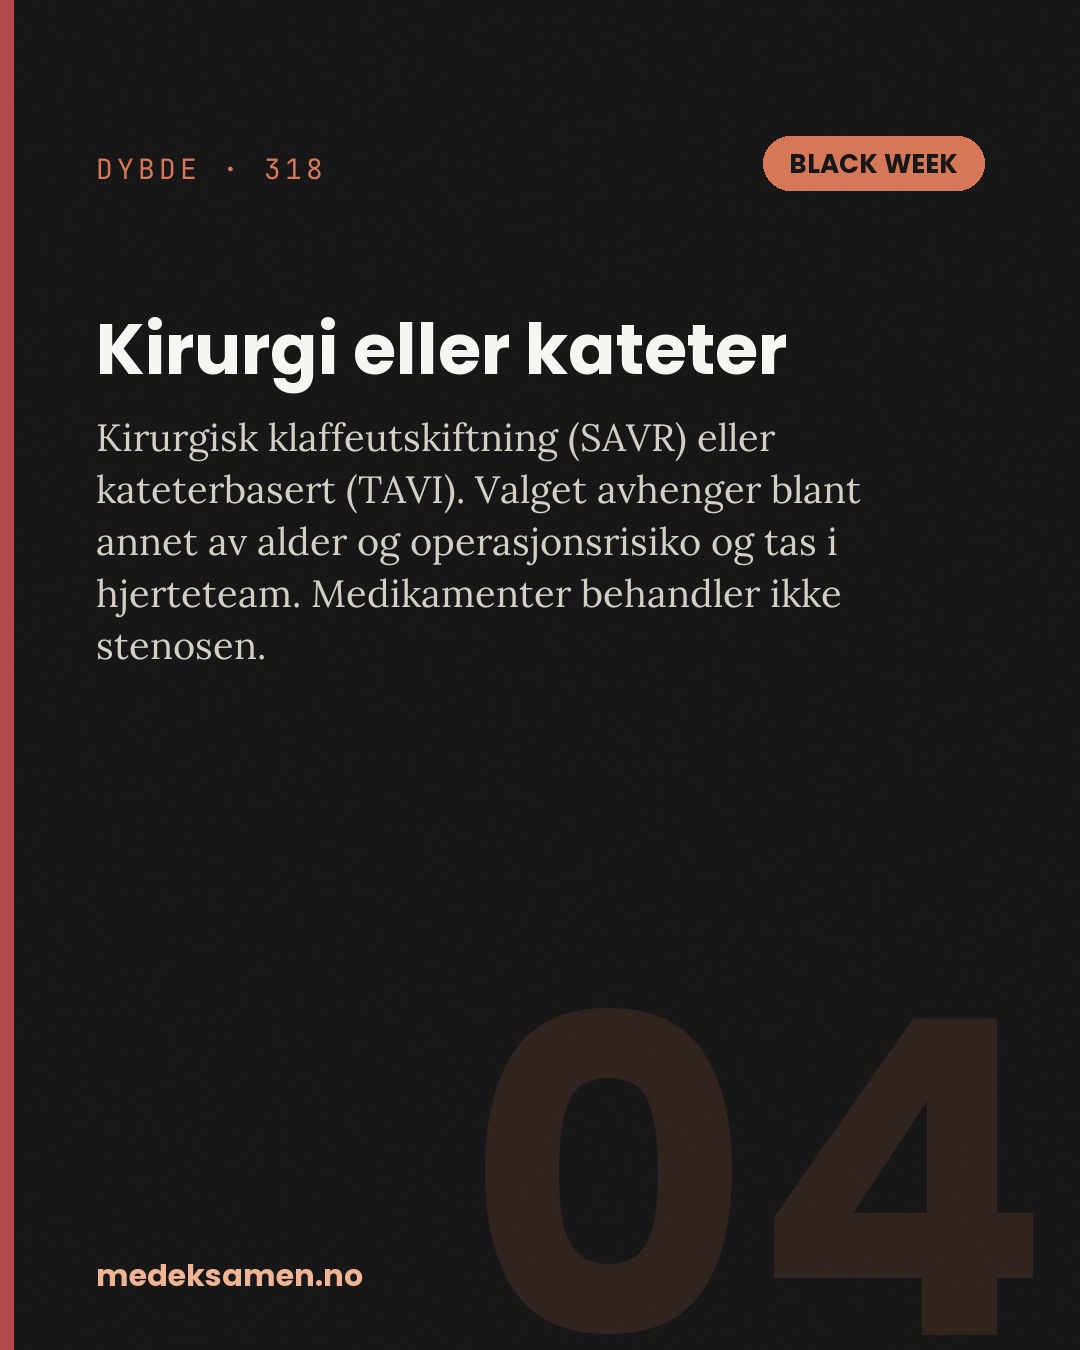 DYBDE · 318
BLACK WEEK
Kirurgi eller kateter
Kirurgisk klaffeutskiftning (SAVR) eller
kateterbasert (TAVI). Valget avhenger blant
annet av alder og operasjonsrisiko og tas i
hjerteteam. Medikamenter behandler ikke
stenosen.
04
medeksamen.no